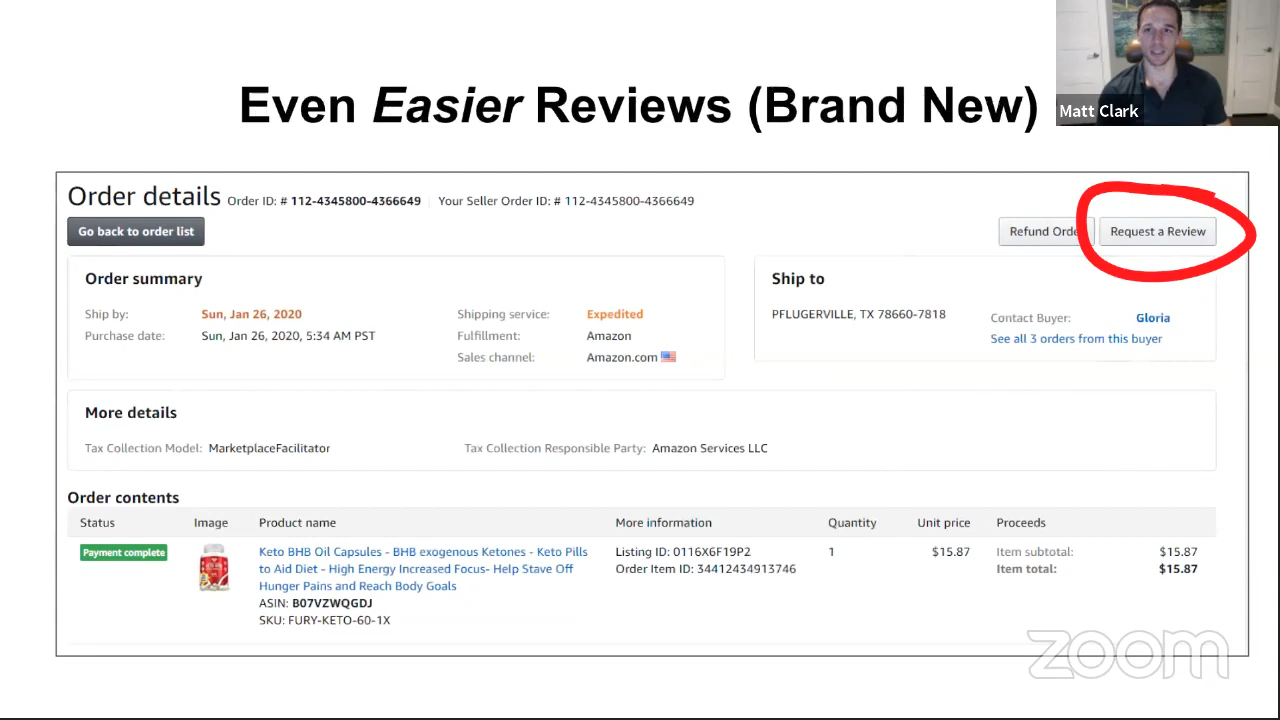 Matt Clark
Even Easier Reviews (Brand New)
Order details Order ID: # 112-4345800-4366649 Your Seller Order ID: # 112-4345800-4366649
Go back to order list
Refund Orde
Request a Review
Order summary
Ship by: Sun, Jan 26, 2020
Purchase date: Sun, Jan 26, 2020, 5:34 AM PST
Shipping service: Expedited
Fulfillment: Amazon
Sales channel: Amazon.com
Ship to
PFLUGERVILLE, TX 78660-7818
Contact Buyer: Gloria
See all 3 orders from this buyer
More details
Tax Collection Model: MarketplaceFacilitator
Tax Collection Responsible Party: Amazon Services LLC
Order contents
Status Image Product name More information Quantity Unit price Proceeds
Payment complete
Keto BHB Oil Capsules - BHB exogenous Ketones - Keto Pills
to Aid Diet - High Energy Increased Focus- Help Stave Off
Hunger Pains and Reach Body Goals
ASIN: B07VZWQGDJ
SKU: FURY-KETO-60-1X
Listing ID: 0116X6F19P2
Order Item ID: 34412434913746
1
$15.87
Item subtotal: $15.87
Item total: $15.87
zoom